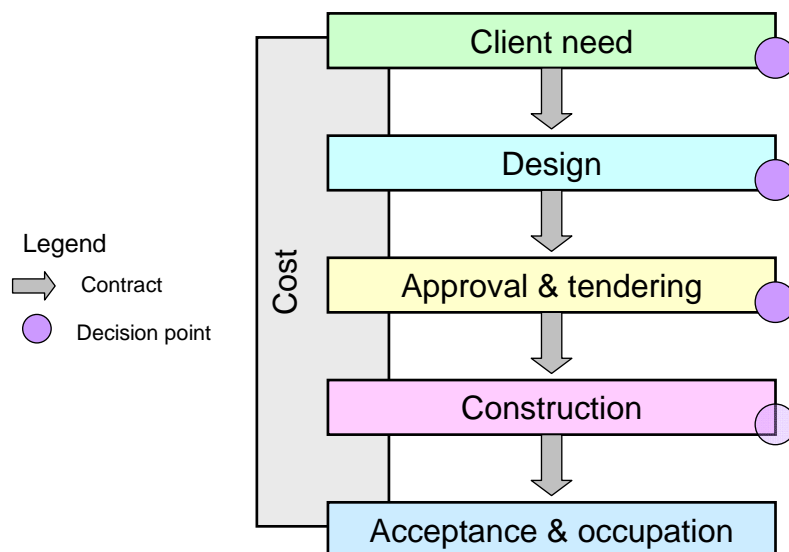 Client need
Design
Legend
Contract
Decision point
Cost
Approval & tendering
Construction
Acceptance & occupation